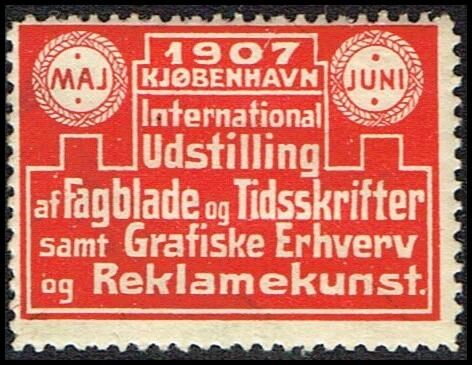 1907
KJØBENHAVN
MAJ
JUNI
International
Udstilling
af Fagblade og Tidsskrifter
samt Grafiske Erhverv
og Reklamekunst.